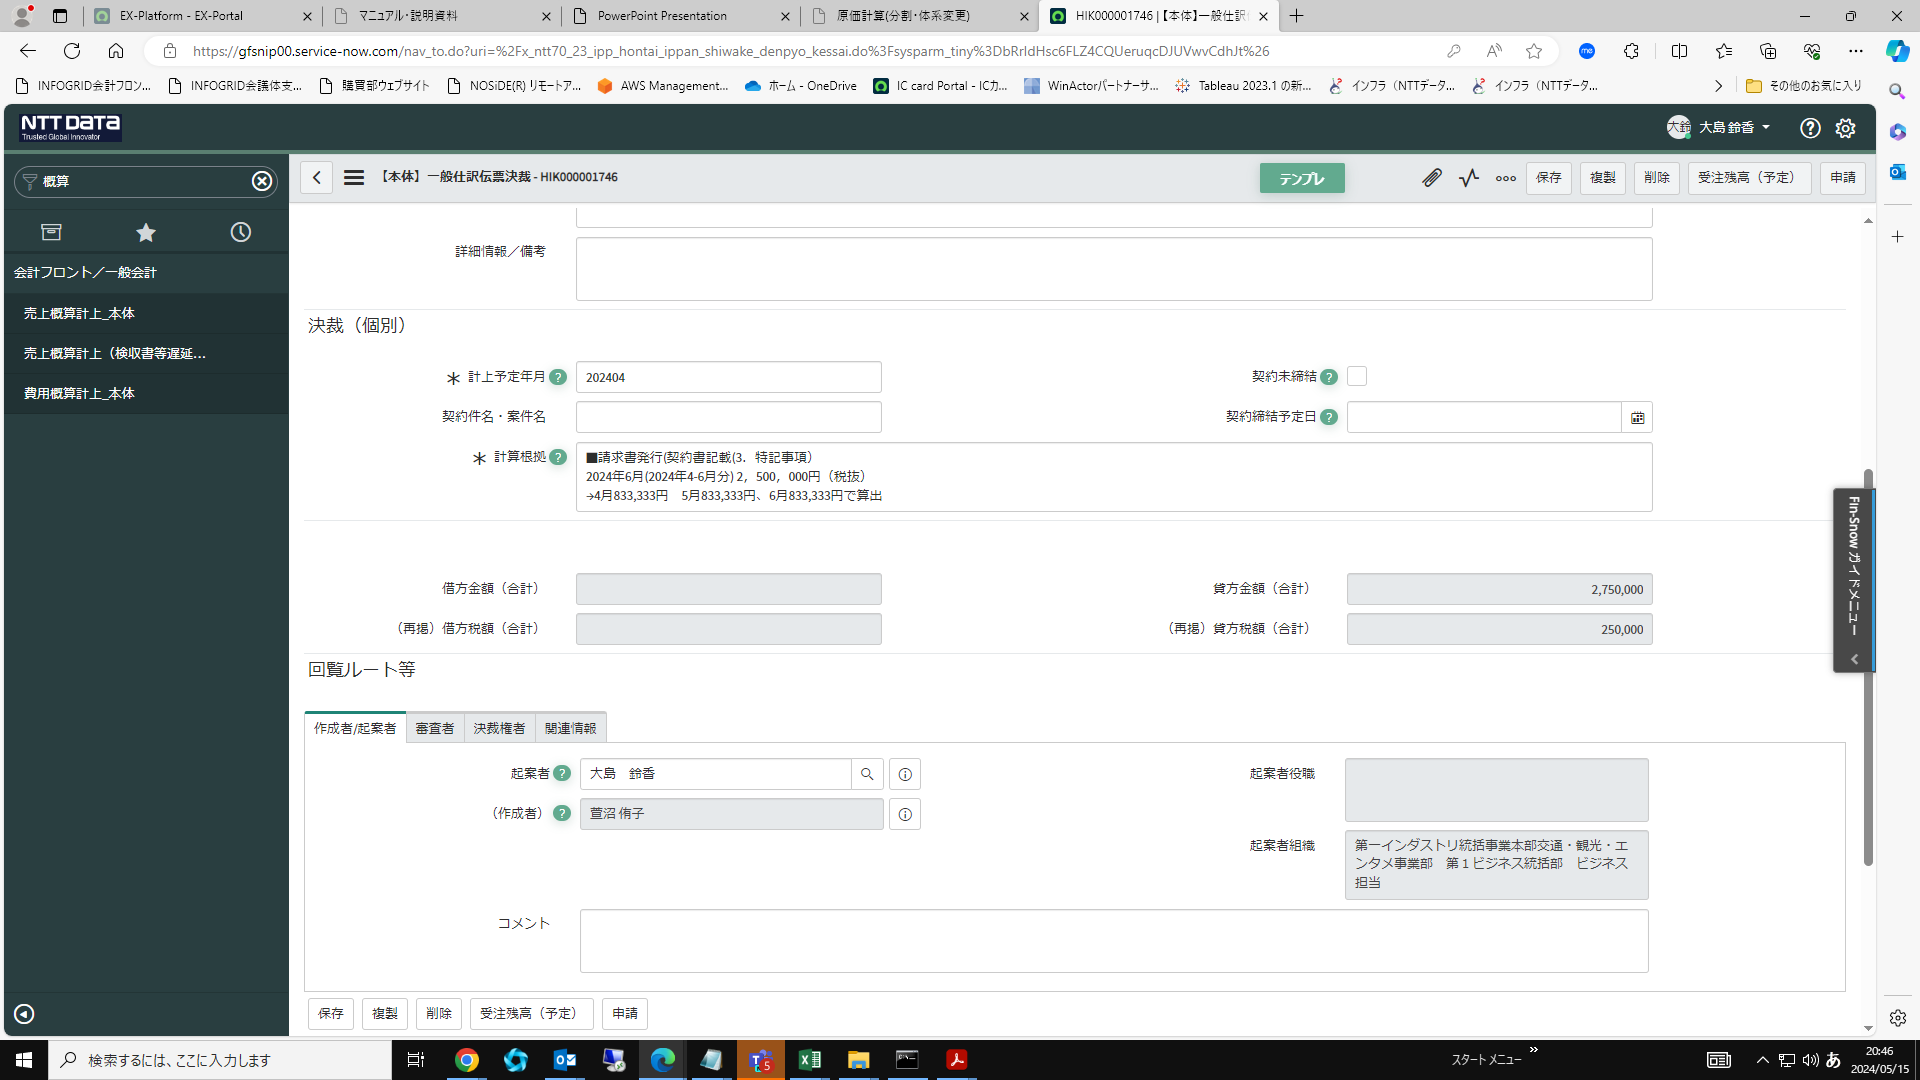 EX-Platform - EX-Portal
マニュアル・説明資料
PowerPoint Presentation
原価計算(分割・体系変更)
HIK000001746 | 【本体】一般仕訳
https://gfsnip00.service-now.com/nav_to.do?uri=%2Fx_ntt70_23_ipp_hontai_ippan_shiwake_denpyo_kessai.do%3Fsysparm_tiny%3DbRrIdHsc6FLZ4CQUeruqcDJUVwvCdhJt%26
INFOGRID会計フロン...
INFOGRID会議体支...
購買部ウェブサイト
NOSiDE(R) リモートア...
AWS Management...
ホーム - OneDrive
IC card Portal - ICカ...
WinActorパートナーサ...
Tableau 2023.1 の新...
インフラ（NTTデータ...
インフラ（NTTデータ...
その他のお気に入り
NTT DATA
Trusted Global Innovator
大鈴
大島 鈴香
概算
【本体】一般仕訳伝票決裁 - HIK000001746
テンプレ
保存
複製
削除
受注残高（予定）
申請
会計フロント／一般会計
売上概算計上_本体
売上概算計上（検収書等遅延...
費用概算計上_本体
詳細情報／備考
決裁（個別）
＊ 計上予定年月 ?
202404
契約未締結 ?
契約件名・案件名
契約締結予定日 ?
＊ 計算根拠 ?
■請求書発行(契約書記載(3．特記事項）
2024年6月(2024年4-6月分) 2，500，000円（税抜）
→4月833,333円　5月833,333円、6月833,333円で算出
借方金額（合計）
貸方金額（合計）
2,750,000
（再掲）借方税額（合計）
（再掲）貸方税額（合計）
250,000
回覧ルート等
作成者/起案者
審査者
決裁権者
関連情報
起案者 ?
大島　鈴香
起案者役職
（作成者） ?
萱沼 侑子
起案者組織
第一インダストリ統括事業本部交通・観光・エ
ンタメ事業部　第１ビジネス統括部　ビジネス
担当
コメント
保存
複製
削除
受注残高（予定）
申請
Fin-Snow ガイドメニュー
検索するには、ここに入力します
5
スタート メニュー
あ
20:46
2024/05/15